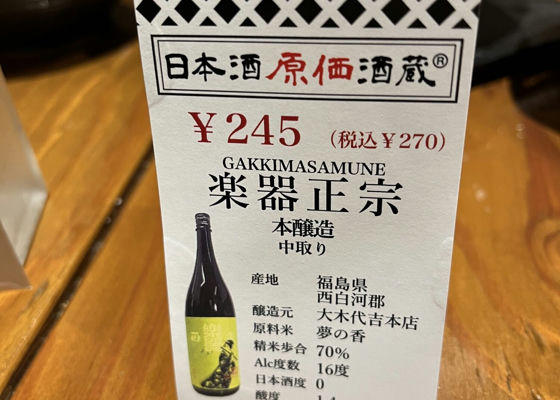 日本酒原価酒蔵®
¥245 (税込¥270)
GAKKIMASAMUNE
楽器正宗
本醸造
中取り
産地 福島県
西白河郡
醸造元 大木代吉本店
原料米 夢の香
精米歩合 70%
Alc度数 16度
日本酒度 0
酸度